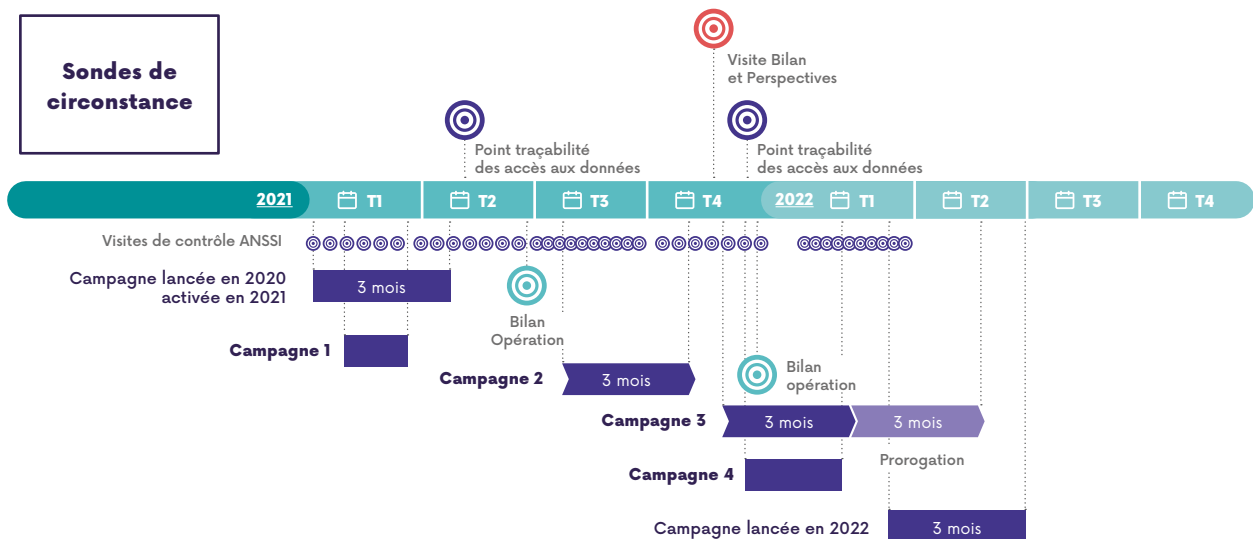 Sondes de
circonstance
Visite Bilan
et Perspectives
Point traçabilité
des accès aux données
Point traçabilité
des accès aux données
2021 T1 T2 T3 T4 2022 T1 T2 T3 T4
Visites de contrôle ANSSI
Campagne lancée en 2020
activée en 2021
3 mois
Bilan
Opération
Campagne 1
Campagne 2
3 mois
Bilan
opération
Campagne 3
3 mois
3 mois
Prorogation
Campagne 4
Campagne lancée en 2022
3 mois